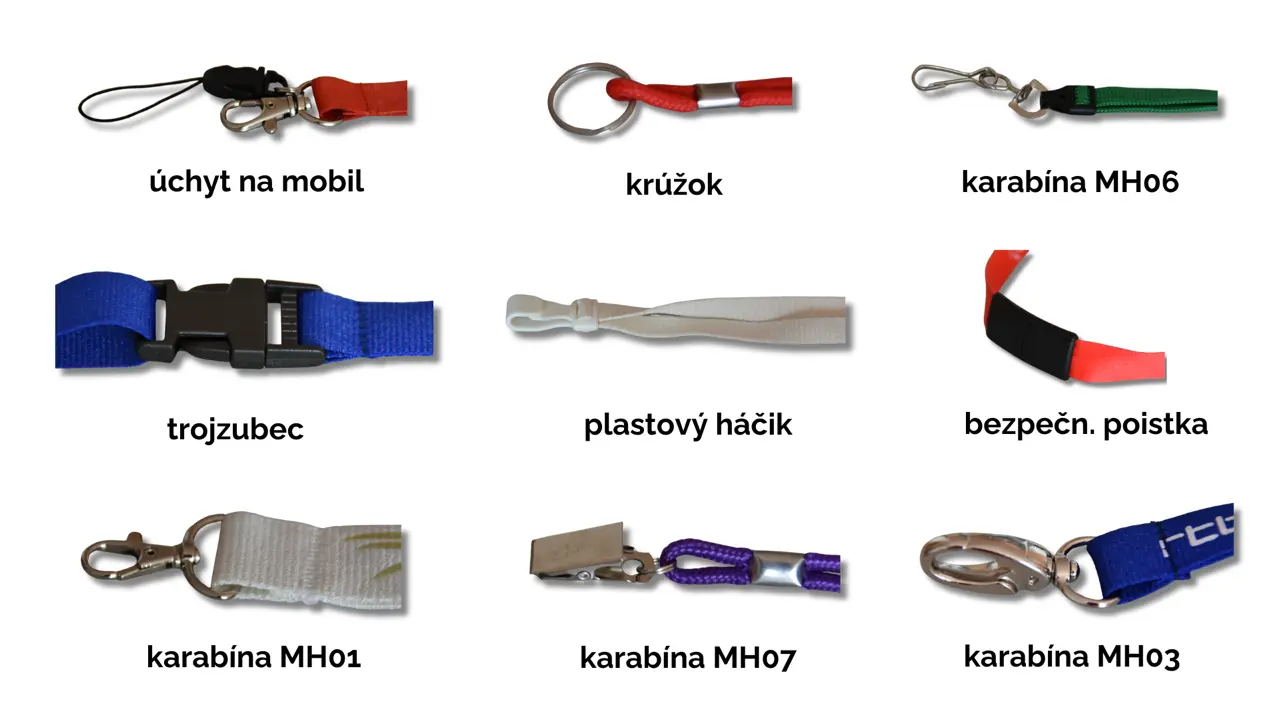 úchyt na mobil
krúžok
karabína MH06
trojzubec
plastový háčik
bezpečn. poistka
karabína MH01
karabína MH07
karabína MH03